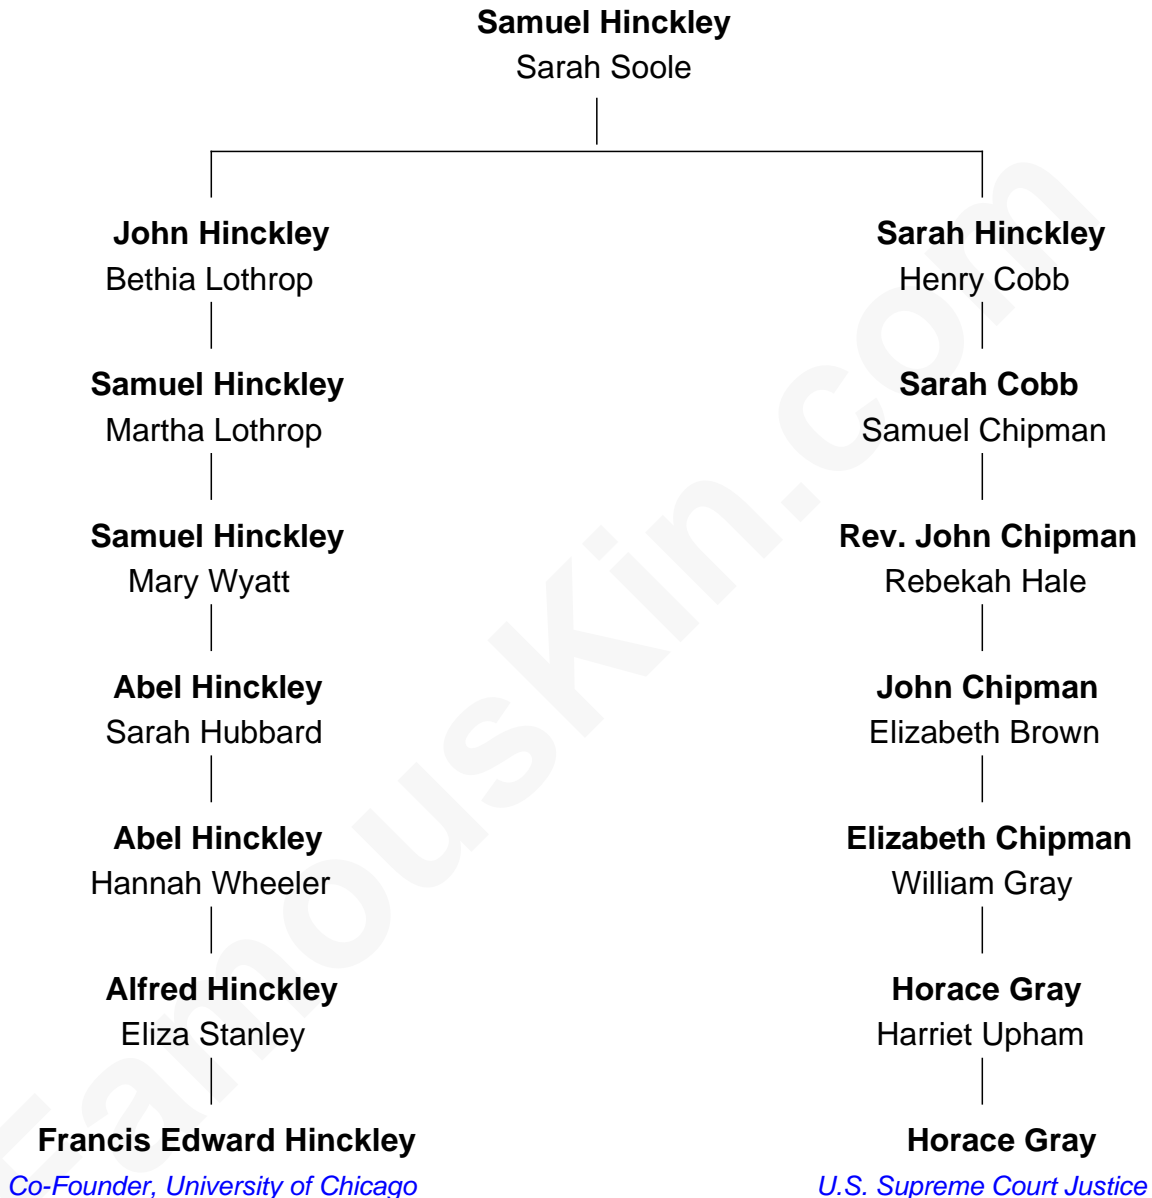 Samuel Hinckley
Sarah Soole
John Hinckley
Bethia Lothrop
Sarah Hinckley
Henry Cobb
Samuel Hinckley
Martha Lothrop
Sarah Cobb
Samuel Chipman
Samuel Hinckley
Mary Wyatt
Rev. John Chipman
Rebekah Hale
Abel Hinckley
Sarah Hubbard
John Chipman
Elizabeth Brown
Abel Hinckley
Hannah Wheeler
Elizabeth Chipman
William Gray
Alfred Hinckley
Eliza Stanley
Horace Gray
Harriet Upham
Francis Edward Hinckley
Co-Founder, University of Chicago
Horace Gray
U.S. Supreme Court Justice
FamousKin.com